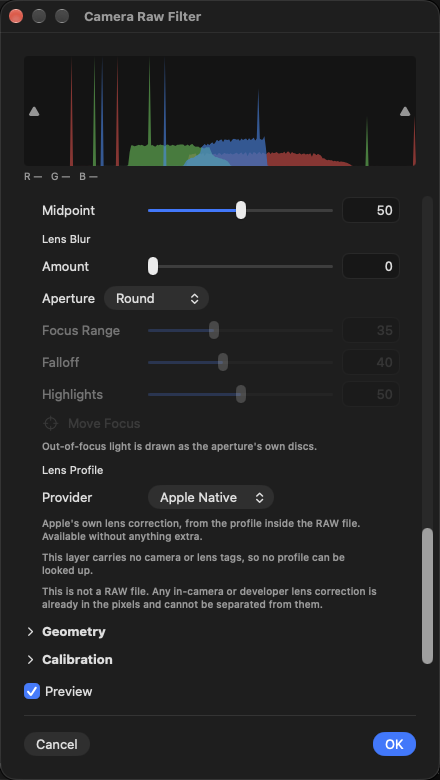 Camera Raw Filter
R — G — B —
Midpoint 50
Lens Blur
Amount 0
Aperture Round
Focus Range 35
Falloff 40
Highlights 50
Move Focus
Out-of-focus light is drawn as the aperture's own discs.
Lens Profile
Provider Apple Native
Apple's own lens correction, from the profile inside the RAW file.
Available without anything extra.
This layer carries no camera or lens tags, so no profile can be
looked up.
This is not a RAW file. Any in-camera or developer lens correction is
already in the pixels and cannot be separated from them.
Geometry
Calibration
Preview
Cancel OK